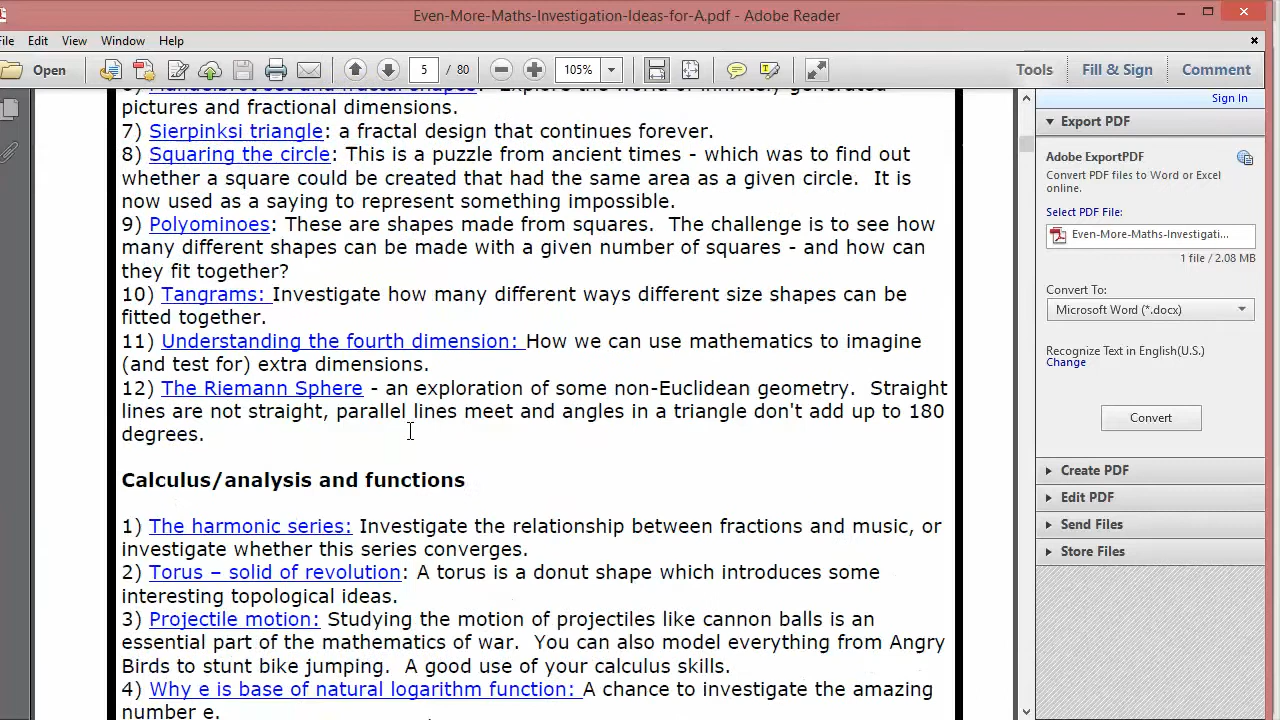 Even-More-Maths-Investigation-Ideas-for-A.pdf - Adobe Reader
File Edit View Window Help
Open 5 / 80 105% Tools Fill & Sign Comment
Mandelbrot set and fractal shapes: Explore the world of infinitely generated
pictures and fractional dimensions.
7) Sierpinksi triangle: a fractal design that continues forever.
8) Squaring the circle: This is a puzzle from ancient times - which was to find out
whether a square could be created that had the same area as a given circle. It is
now used as a saying to represent something impossible.
9) Polyominoes: These are shapes made from squares. The challenge is to see how
many different shapes can be made with a given number of squares - and how can
they fit together?
10) Tangrams: Investigate how many different ways different size shapes can be
fitted together.
11) Understanding the fourth dimension: How we can use mathematics to imagine
(and test for) extra dimensions.
12) The Riemann Sphere - an exploration of some non-Euclidean geometry. Straight
lines are not straight, parallel lines meet and angles in a triangle don't add up to 180
degrees.
Calculus/analysis and functions
1) The harmonic series: Investigate the relationship between fractions and music, or
investigate whether this series converges.
2) Torus – solid of revolution: A torus is a donut shape which introduces some
interesting topological ideas.
3) Projectile motion: Studying the motion of projectiles like cannon balls is an
essential part of the mathematics of war. You can also model everything from Angry
Birds to stunt bike jumping. A good use of your calculus skills.
4) Why e is base of natural logarithm function: A chance to investigate the amazing
number e.
Sign In
Export PDF
Adobe ExportPDF
Convert PDF files to Word or Excel
online.
Select PDF File:
Even-More-Maths-Investigati...
1 file / 2.08 MB
Convert To:
Microsoft Word (*.docx)
Recognize Text in English(U.S.)
Change
Convert
Create PDF
Edit PDF
Send Files
Store Files